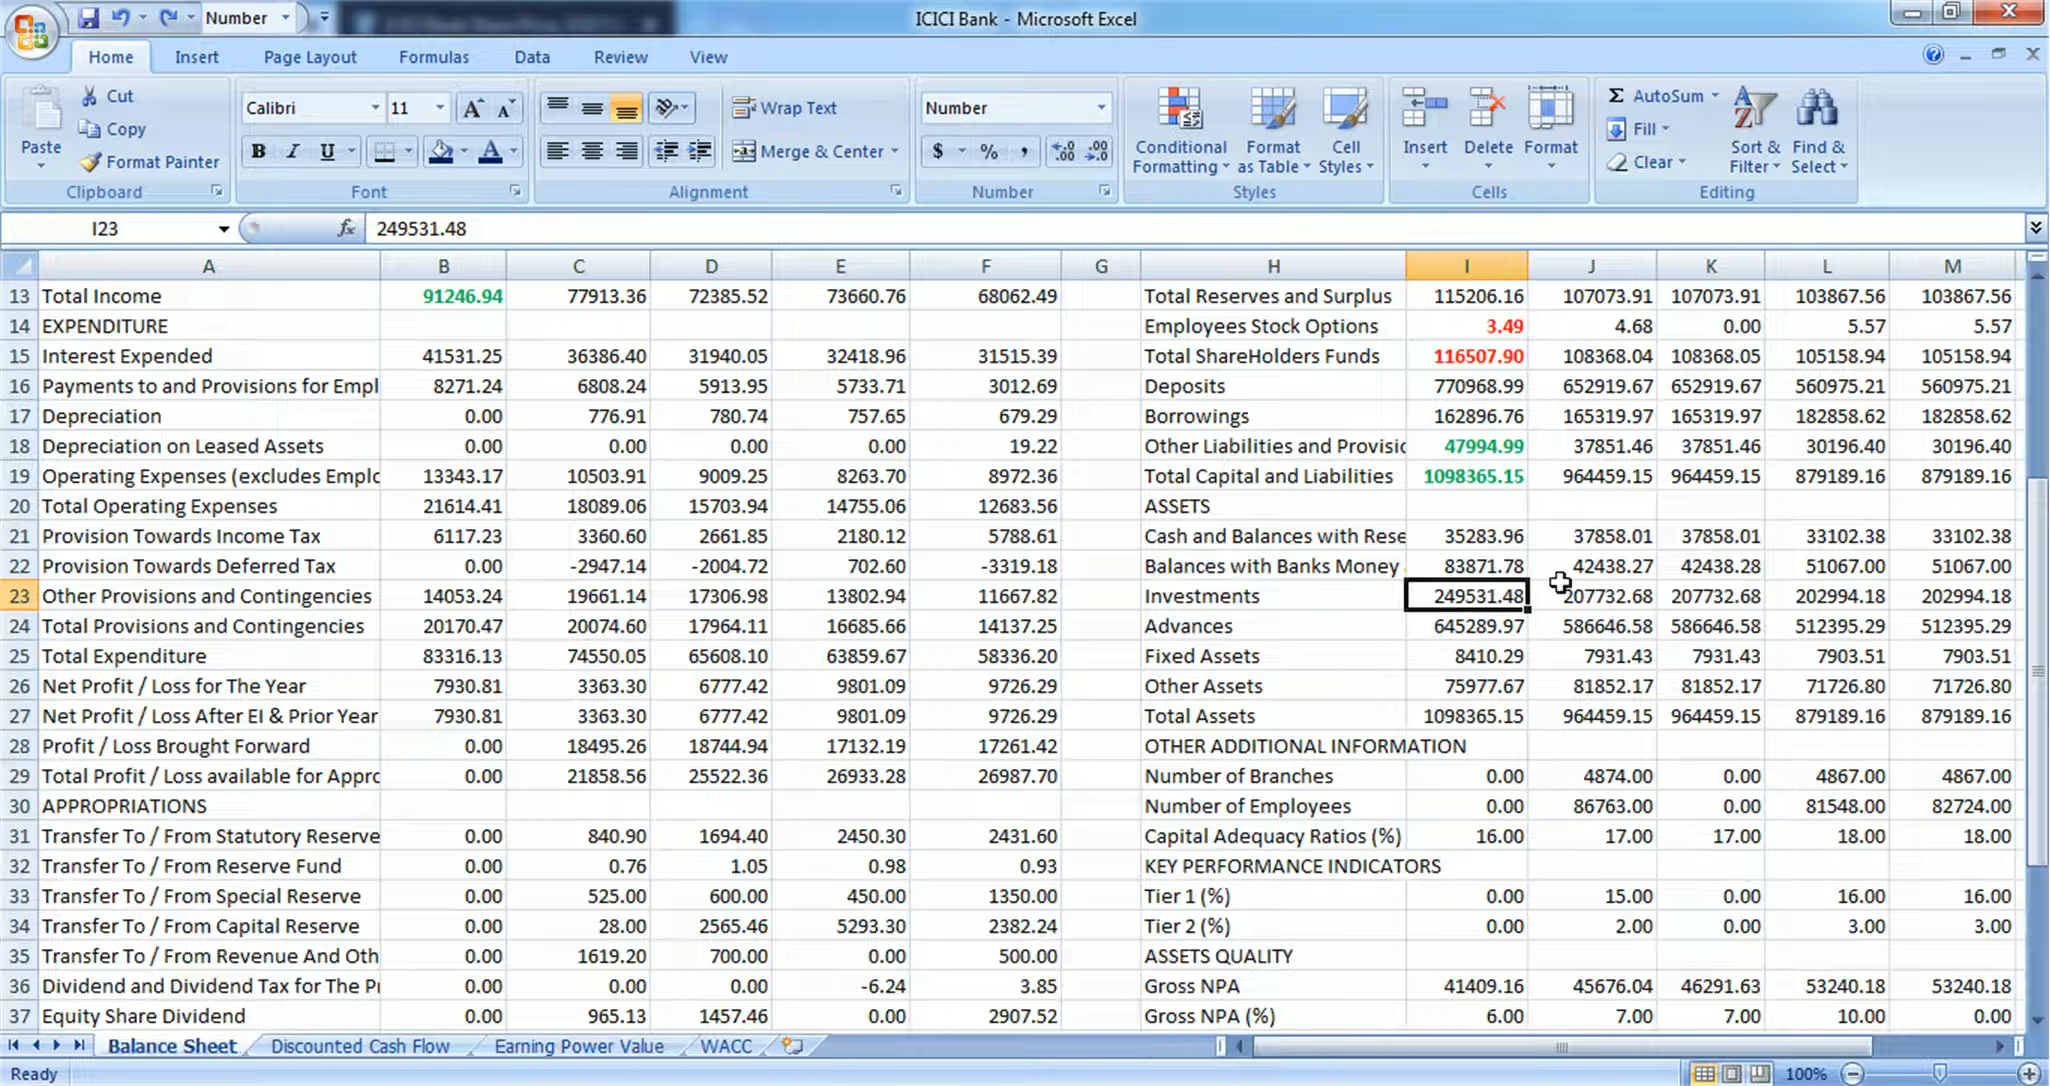 Number
ICICI Bank - Microsoft Excel
Home Insert Page Layout Formulas Data Review View
Paste
Cut
Copy
Format Painter
Clipboard
Calibri 11
B I U
Font
Wrap Text
Merge & Center
Alignment
Number
$ % ,
Number
Conditional Formatting
Format as Table
Cell Styles
Styles
Insert Delete Format
Cells
Σ AutoSum
Fill
Clear
Sort & Filter
Find & Select
Editing
I23 fx 249531.48
A B C D E F G H I J K L M
13 Total Income 91246.94 77913.36 72385.52 73660.76 68062.49 Total Reserves and Surplus 115206.16 107073.91 107073.91 103867.56 103867.56
14 EXPENDITURE Employees Stock Options 3.49 4.68 0.00 5.57 5.57
15 Interest Expended 41531.25 36386.40 31940.05 32418.96 31515.39 Total ShareHolders Funds 116507.90 108368.04 108368.05 105158.94 105158.94
16 Payments to and Provisions for Empl 8271.24 6808.24 5913.95 5733.71 3012.69 Deposits 770968.99 652919.67 652919.67 560975.21 560975.21
17 Depreciation 0.00 776.91 780.74 757.65 679.29 Borrowings 162896.76 165319.97 165319.97 182858.62 182858.62
18 Depreciation on Leased Assets 0.00 0.00 0.00 0.00 19.22 Other Liabilities and Provisic 47994.99 37851.46 37851.46 30196.40 30196.40
19 Operating Expenses (excludes Emplc 13343.17 10503.91 9009.25 8263.70 8972.36 Total Capital and Liabilities 1098365.15 964459.15 964459.15 879189.16 879189.16
20 Total Operating Expenses 21614.41 18089.06 15703.94 14755.06 12683.56 ASSETS
21 Provision Towards Income Tax 6117.23 3360.60 2661.85 2180.12 5788.61 Cash and Balances with Rese 35283.96 37858.01 37858.01 33102.38 33102.38
22 Provision Towards Deferred Tax 0.00 -2947.14 -2004.72 702.60 -3319.18 Balances with Banks Money 83871.78 42438.27 42438.28 51067.00 51067.00
23 Other Provisions and Contingencies 14053.24 19661.14 17306.98 13802.94 11667.82 Investments 249531.48 207732.68 207732.68 202994.18 202994.18
24 Total Provisions and Contingencies 20170.47 20074.60 17964.11 16685.66 14137.25 Advances 645289.97 586646.58 586646.58 512395.29 512395.29
25 Total Expenditure 83316.13 74550.05 65608.10 63859.67 58336.20 Fixed Assets 8410.29 7931.43 7931.43 7903.51 7903.51
26 Net Profit / Loss for The Year 7930.81 3363.30 6777.42 9801.09 9726.29 Other Assets 75977.67 81852.17 81852.17 71726.80 71726.80
27 Net Profit / Loss After EI & Prior Year 7930.81 3363.30 6777.42 9801.09 9726.29 Total Assets 1098365.15 964459.15 964459.15 879189.16 879189.16
28 Profit / Loss Brought Forward 0.00 18495.26 18744.94 17132.19 17261.42 OTHER ADDITIONAL INFORMATION
29 Total Profit / Loss available for Apprc 0.00 21858.56 25522.36 26933.28 26987.70 Number of Branches 0.00 4874.00 0.00 4867.00 4867.00
30 APPROPRIATIONS Number of Employees 0.00 86763.00 0.00 81548.00 82724.00
31 Transfer To / From Statutory Reserve 0.00 840.90 1694.40 2450.30 2431.60 Capital Adequacy Ratios (%) 16.00 17.00 17.00 18.00 18.00
32 Transfer To / From Reserve Fund 0.00 0.76 1.05 0.98 0.93 KEY PERFORMANCE INDICATORS
33 Transfer To / From Special Reserve 0.00 525.00 600.00 450.00 1350.00 Tier 1 (%) 0.00 15.00 0.00 16.00 16.00
34 Transfer To / From Capital Reserve 0.00 28.00 2565.46 5293.30 2382.24 Tier 2 (%) 0.00 2.00 0.00 3.00 3.00
35 Transfer To / From Revenue And Oth 0.00 1619.20 700.00 0.00 500.00 ASSETS QUALITY
36 Dividend and Dividend Tax for The Pr 0.00 0.00 0.00 -6.24 3.85 Gross NPA 41409.16 45676.04 46291.63 53240.18 53240.18
37 Equity Share Dividend 0.00 965.13 1457.46 0.00 2907.52 Gross NPA (%) 6.00 7.00 7.00 10.00 0.00
Balance Sheet Discounted Cash Flow Earning Power Value WACC
Ready 100%